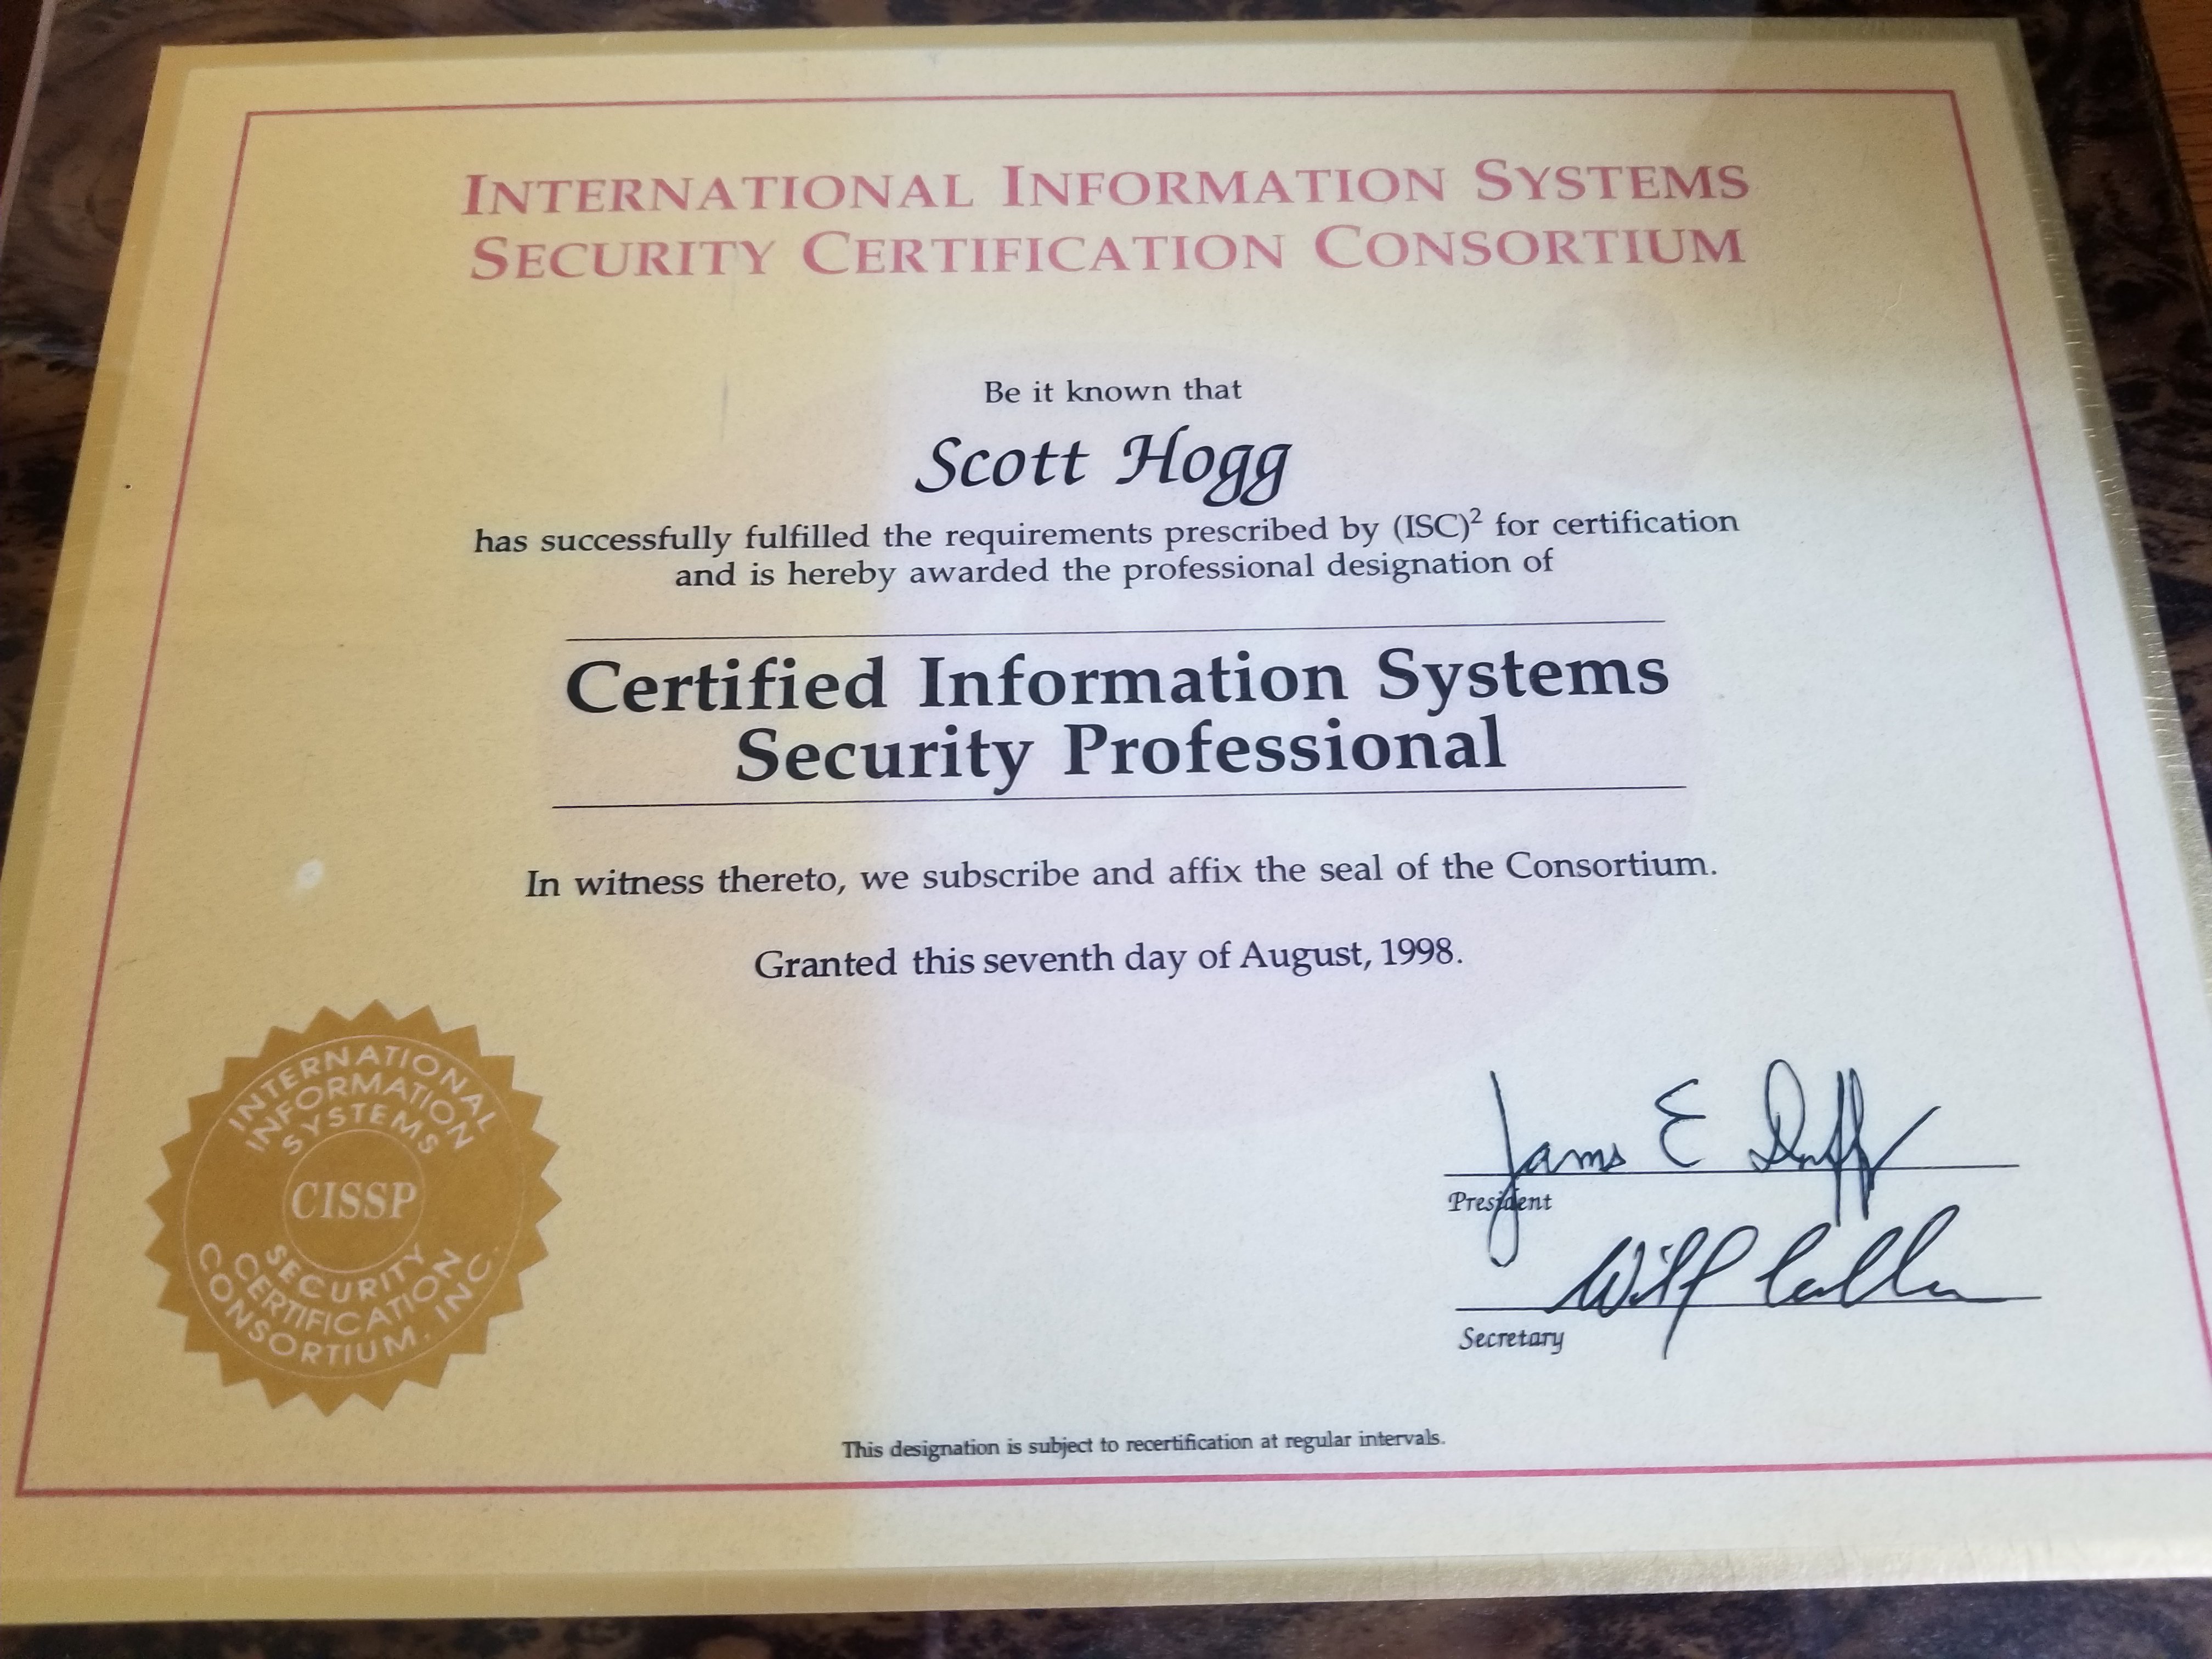 INTERNATIONAL INFORMATION SYSTEMS
SECURITY CERTIFICATION CONSORTIUM
Be it known that
Scott Hogg
has successfully fulfilled the requirements prescribed by (ISC)² for certification
and is hereby awarded the professional designation of
Certified Information Systems
Security Professional
In witness thereto, we subscribe and affix the seal of the Consortium.
Granted this seventh day of August, 1998.
INTERNATIONAL
INFORMATION
SYSTEMS
CISSP
SECURITY
CERTIFICATION
CONSORTIUM, INC.
James E Duffy
President
Wilf
Secretary
This designation is subject to recertification at regular intervals.